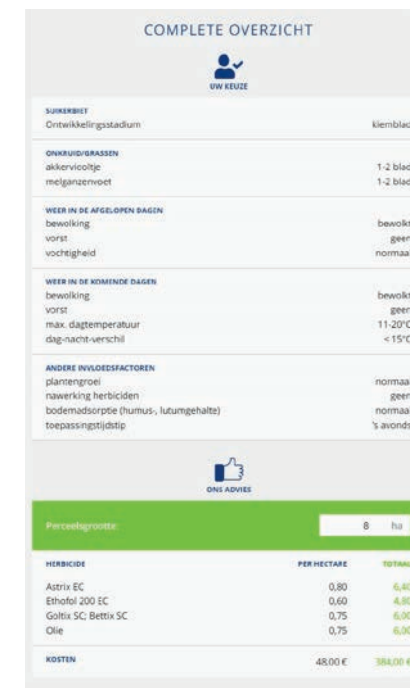 COMPLETE OVERZICHT
UW KEUZE
SUIKERBIET
Ontwikkelingsstadium kiemblad
ONKRUID/GRASSEN
akkerviooltje 1-2 blad
melganzenvoet 1-2 blad
WEER IN DE AFGELOPEN DAGEN
bewolking bewolkt
vorst geen
vochtigheid normaal
WEER IN DE KOMENDE DAGEN
bewolking bewolkt
vorst geen
max. dagtemperatuur 11-20°C
dag-nacht-verschil < 15°C
ANDERE INVLOEDSFACTOREN
plantengroei normaal
nawerking herbiciden geen
bodemadsorptie (humus-, lutumgehalte) normaal
toepassingstijdstip 's avonds
ONS ADVIES
Perceelsgrootte: 8 ha
HERBICIDE PER HECTARE TOTAAL
Astrix EC 0,80 6,40
Ethofol 200 EC 0,60 4,80
Goltix SC; Bettix SC 0,75 6,00
Olie 0,75 6,00
KOSTEN 48,00 € 384,00 €